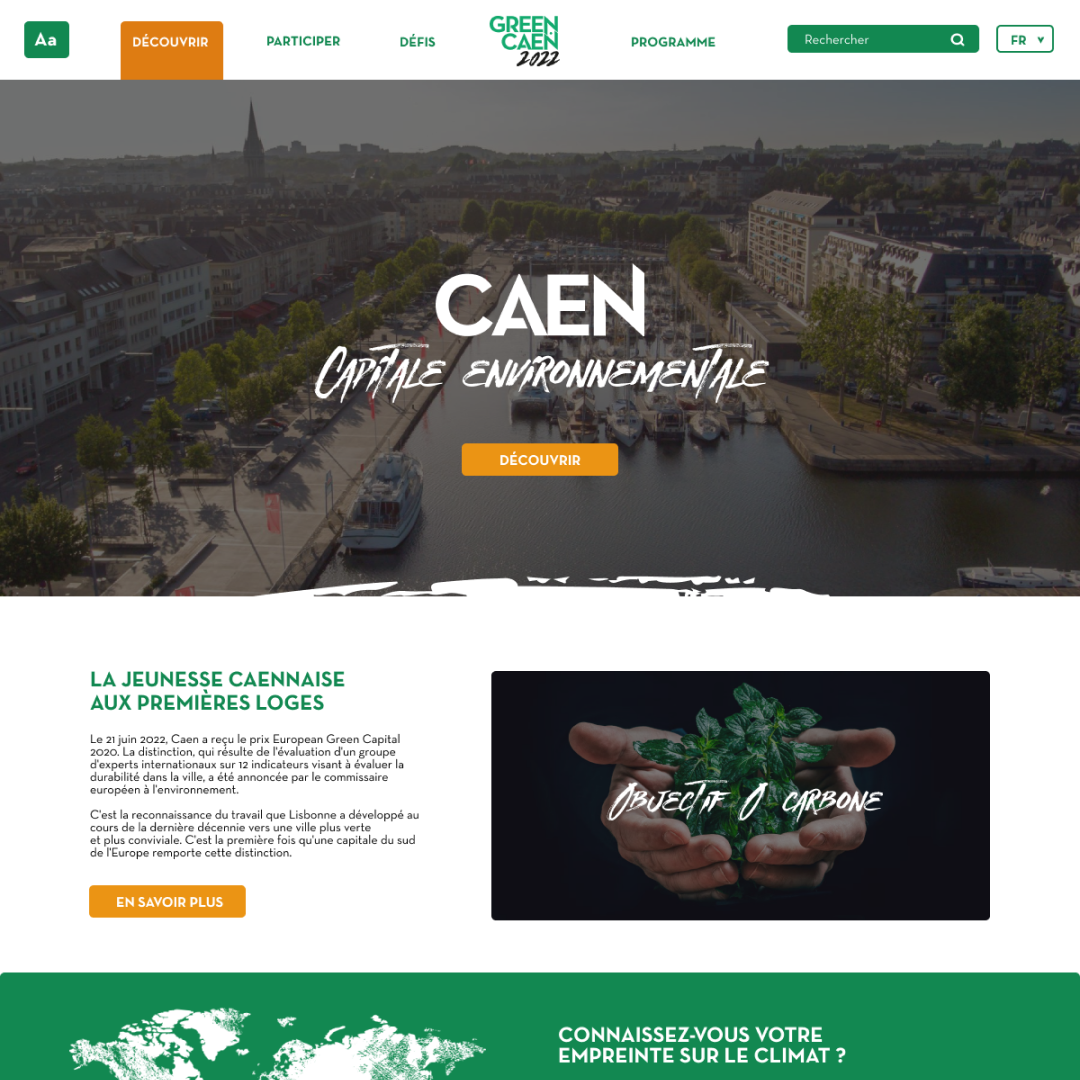 Aa
DÉCOUVRIR
PARTICIPER
DÉFIS
GREEN
CAEN
2022
PROGRAMME
Rechercher
FR
CAEN
CAPITALE ENVIRONNEMENTALE
DÉCOUVRIR
LA JEUNESSE CAENNAISE
AUX PREMIÈRES LOGES
Le 21 juin 2022, Caen a reçu le prix European Green Capital
2020. La distinction, qui résulte de l'évaluation d'un groupe
d'experts internationaux sur 12 indicateurs visant à évaluer la
durabilité dans la ville, a été annoncée par le commissaire
européen à l'environnement.
C'est la reconnaissance du travail que Lisbonne a développé au
cours de la dernière décennie vers une ville plus verte
et plus conviviale. C'est la première fois qu'une capitale du sud
de l'Europe remporte cette distinction.
EN SAVOIR PLUS
OBJECTIF 0 CARBONE
CONNAISSEZ-VOUS VOTRE
EMPREINTE SUR LE CLIMAT ?